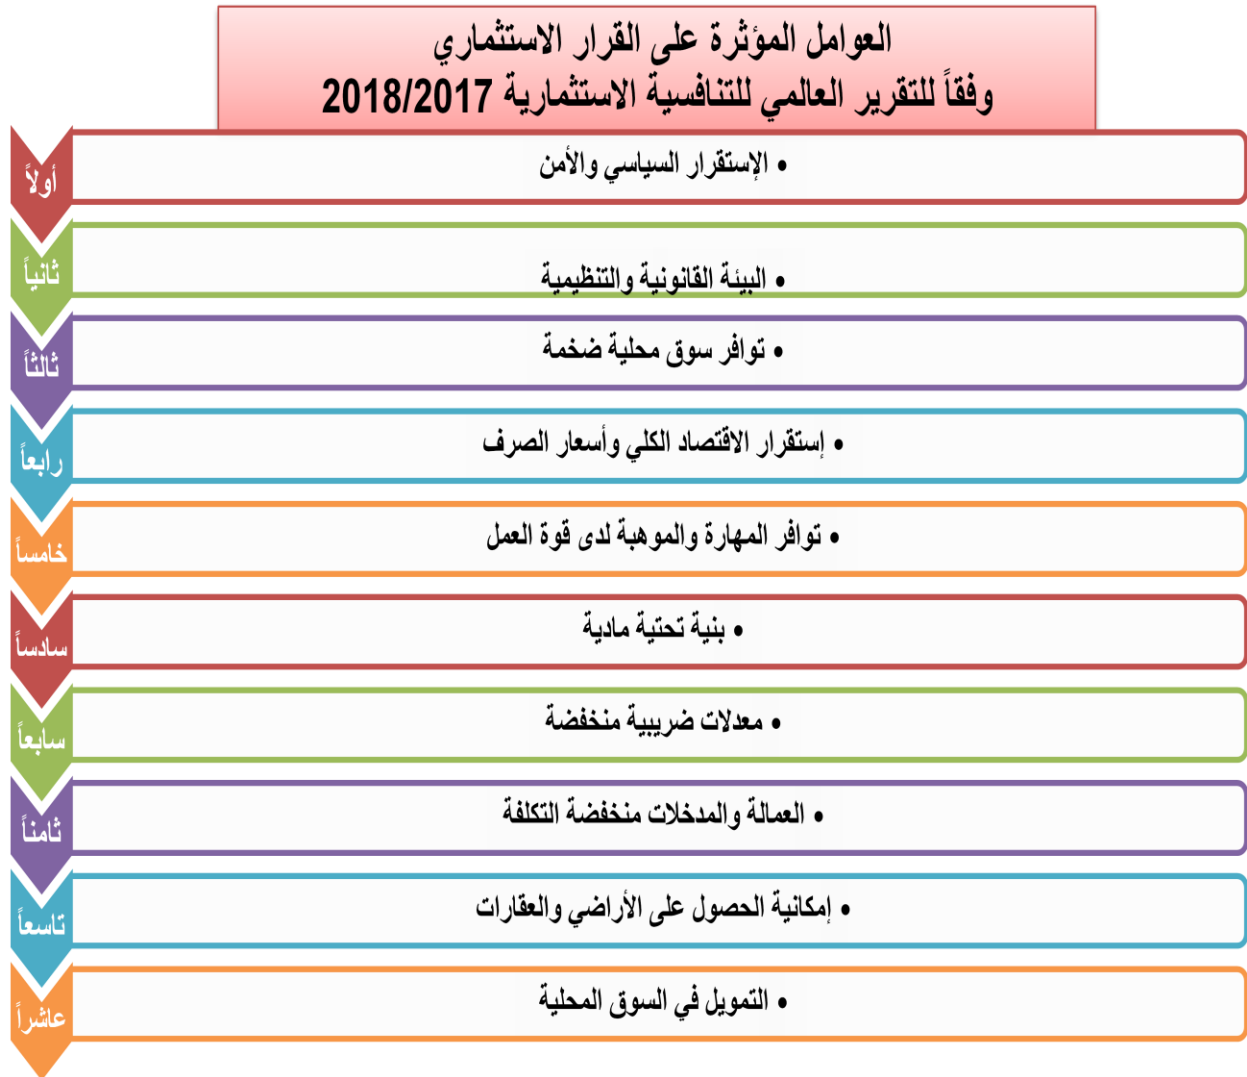 العوامل المؤثرة على القرار الاستثماري
وفقاً للتقرير العالمي للتنافسية الاستثمارية 2018/2017
أولاً
• الإستقرار السياسي والأمن
ثانياً
• البيئة القانونية والتنظيمية
ثالثاً
• توافر سوق محلية ضخمة
رابعاً
• إستقرار الاقتصاد الكلي وأسعار الصرف
خامساً
• توافر المهارة والموهبة لدى قوة العمل
سادساً
• بنية تحتية مادية
سابعاً
• معدلات ضريبية منخفضة
ثامناً
• العمالة والمدخلات منخفضة التكلفة
تاسعاً
• إمكانية الحصول على الأراضي والعقارات
عاشراً
• التمويل في السوق المحلية